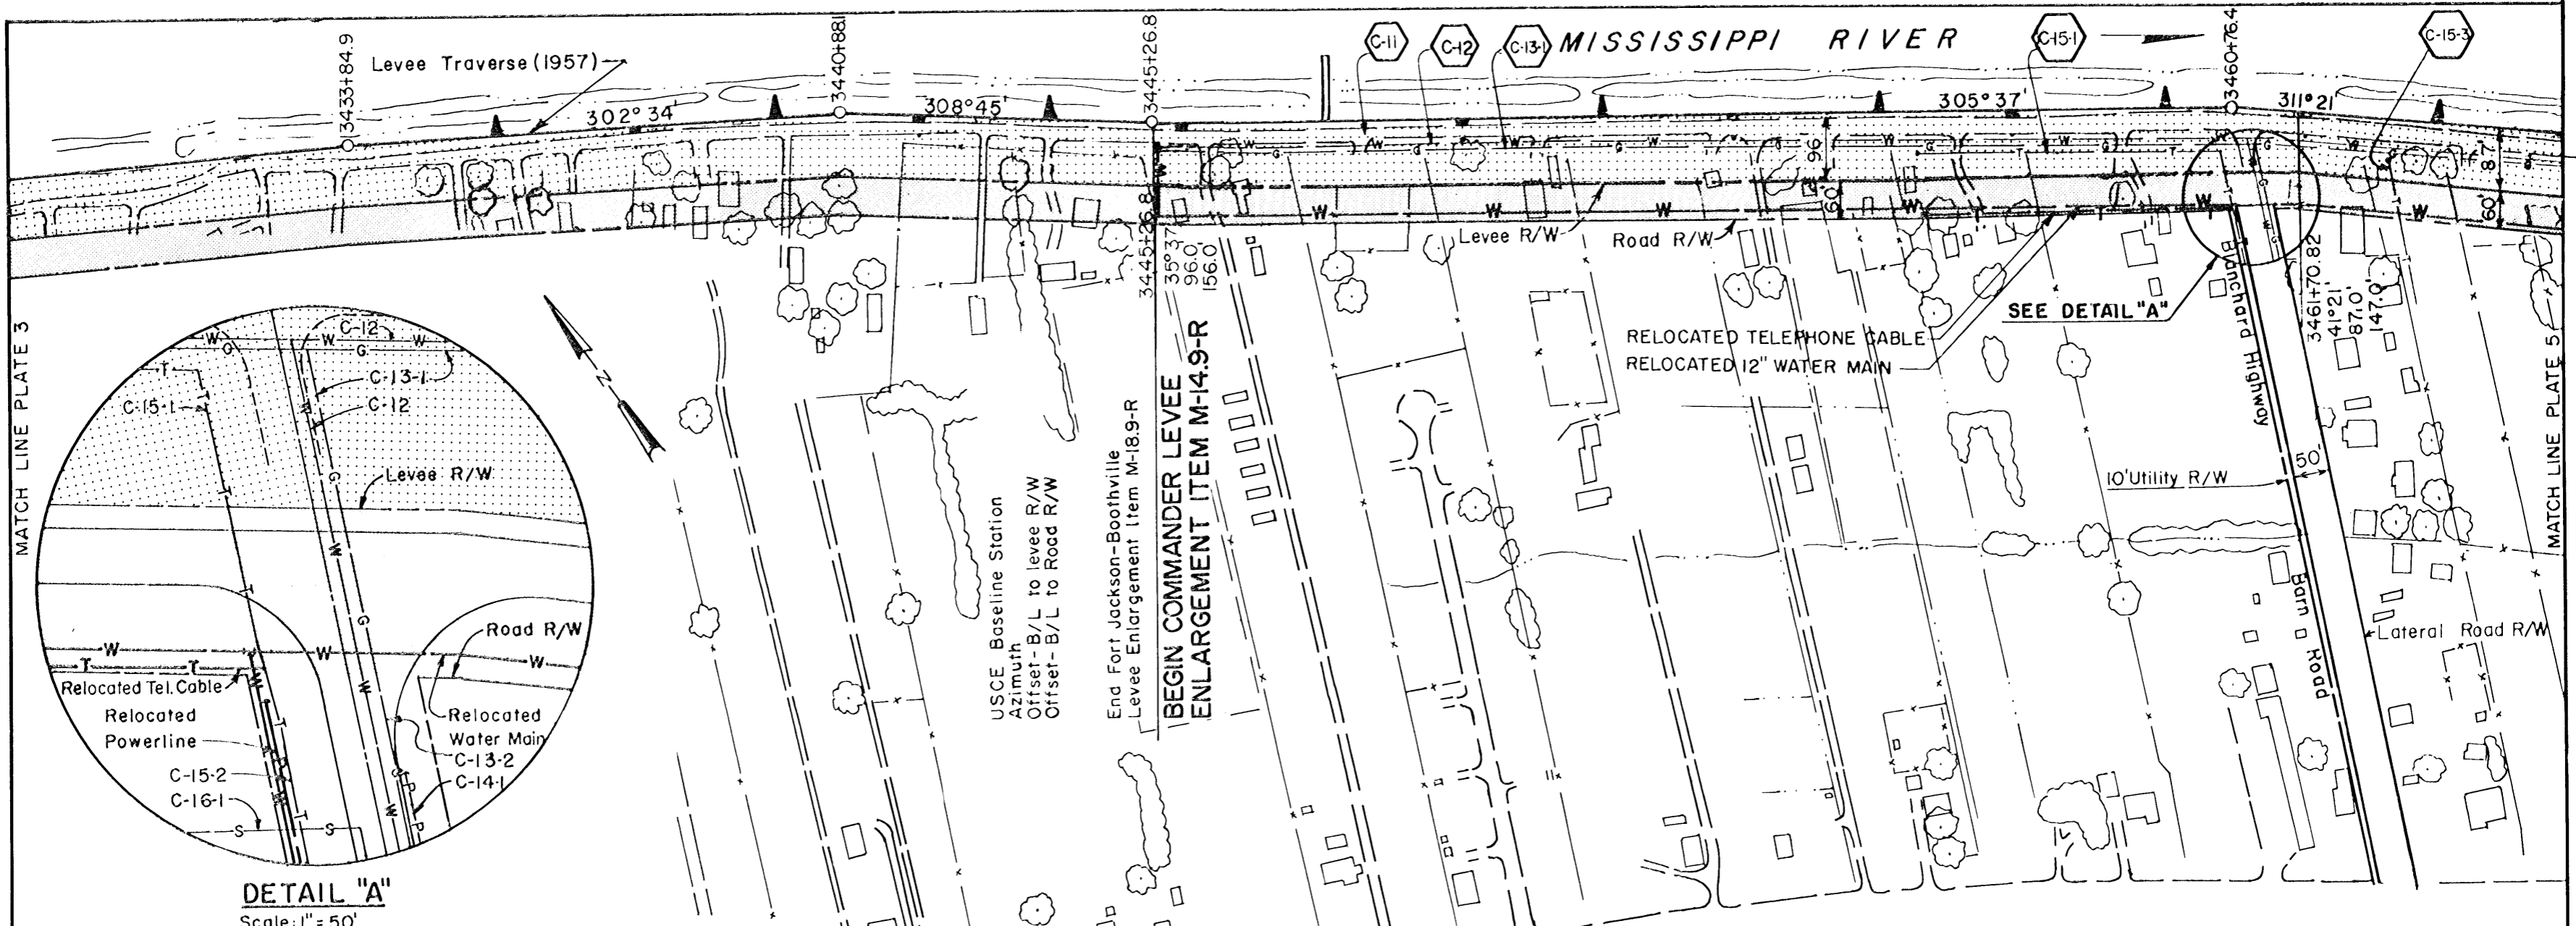 3433+84.9
Levee Traverse (1957)
3440+88.1
3445+26.8
C-11
C-12
C-13-1
MISSISSIPPI RIVER
C-15-1
3460+76.4
C-15-3
302° 34'
308° 45'
305° 37'
311° 21'
96'
60'
87'
60'
W
W
W
W
W
W
W
Levee R/W
Road R/W
3445+26.8
35°37'
96.0'
156.0'
SEE DETAIL "A"
RELOCATED TELEPHONE CABLE
RELOCATED 12" WATER MAIN
Blanchard Highway
3461+70.82
41°21'
87.0'
147.0'
MATCH LINE PLATE 3
MATCH LINE PLATE 5
N
50'
10' Utility R/W
Barn Road
Lateral Road R/W
USCE Baseline Station
Azimuth
Offset-B/L to levee R/W
Offset-B/L to Road R/W
End Fort Jackson-Boothville
Levee Enlargement Item M-18.9-R
BEGIN COMMANDER LEVEE
ENLARGEMENT ITEM M-14.9-R
C-12
W G W G W
C-13-1
T
C-15-1
C-12
Levee R/W
Road R/W
W W W
T T
Relocated Tel. Cable
Relocated
Powerline
Relocated
Water Main
C-13-2
C-15-2
C-14-1
C-16-1
S S
DETAIL "A"
Scale: 1" = 50'